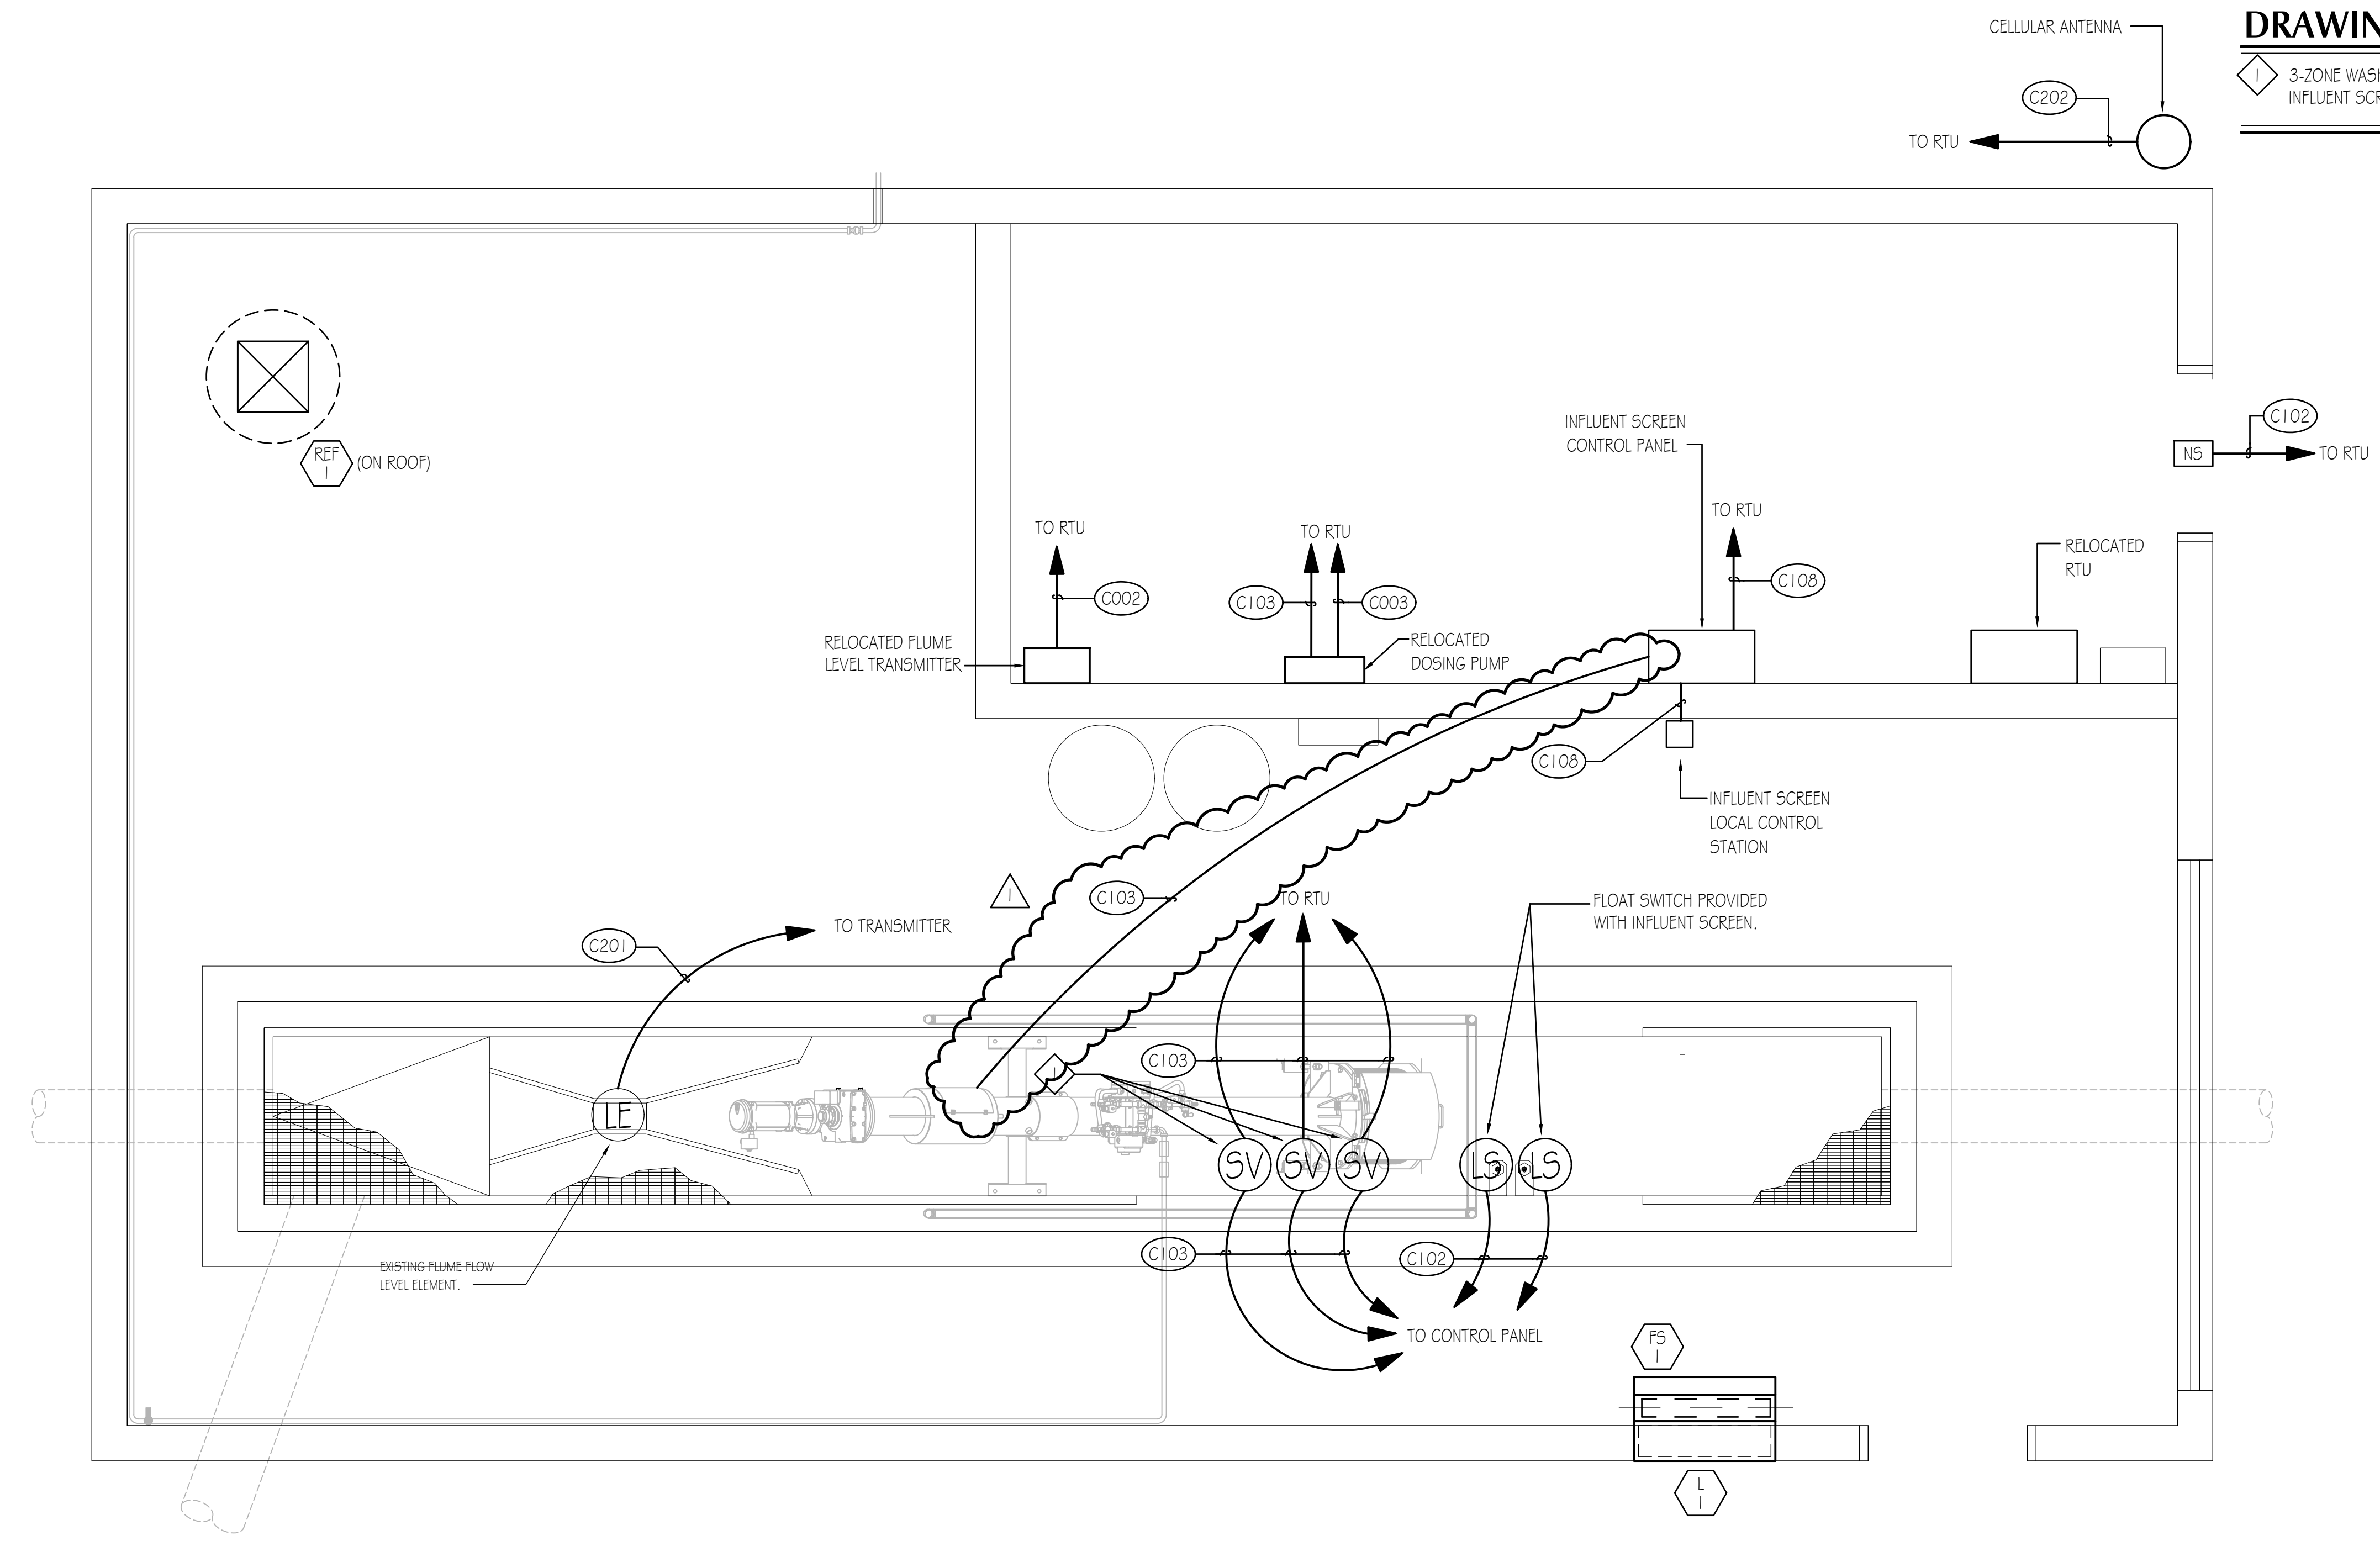 CELLULAR ANTENNA
C202
TO RTU
DRAWIN
1
3-ZONE WASH
INFLUENT SCR
REF
1
(ON ROOF)
INFLUENT SCREEN
CONTROL PANEL
C102
NS
TO RTU
TO RTU
C002
RELOCATED FLUME
LEVEL TRANSMITTER
TO RTU
C103
C003
RELOCATED
DOSING PUMP
TO RTU
C108
RELOCATED
RTU
C108
INFLUENT SCREEN
LOCAL CONTROL
STATION
1
C103
TO RTU
FLOAT SWITCH PROVIDED
WITH INFLUENT SCREEN.
C201
TO TRANSMITTER
1
C103
LE
SV
SV
SV
LS
LS
C103
C102
EXISTING FLUME FLOW
LEVEL ELEMENT.
TO CONTROL PANEL
FS
1
L
1